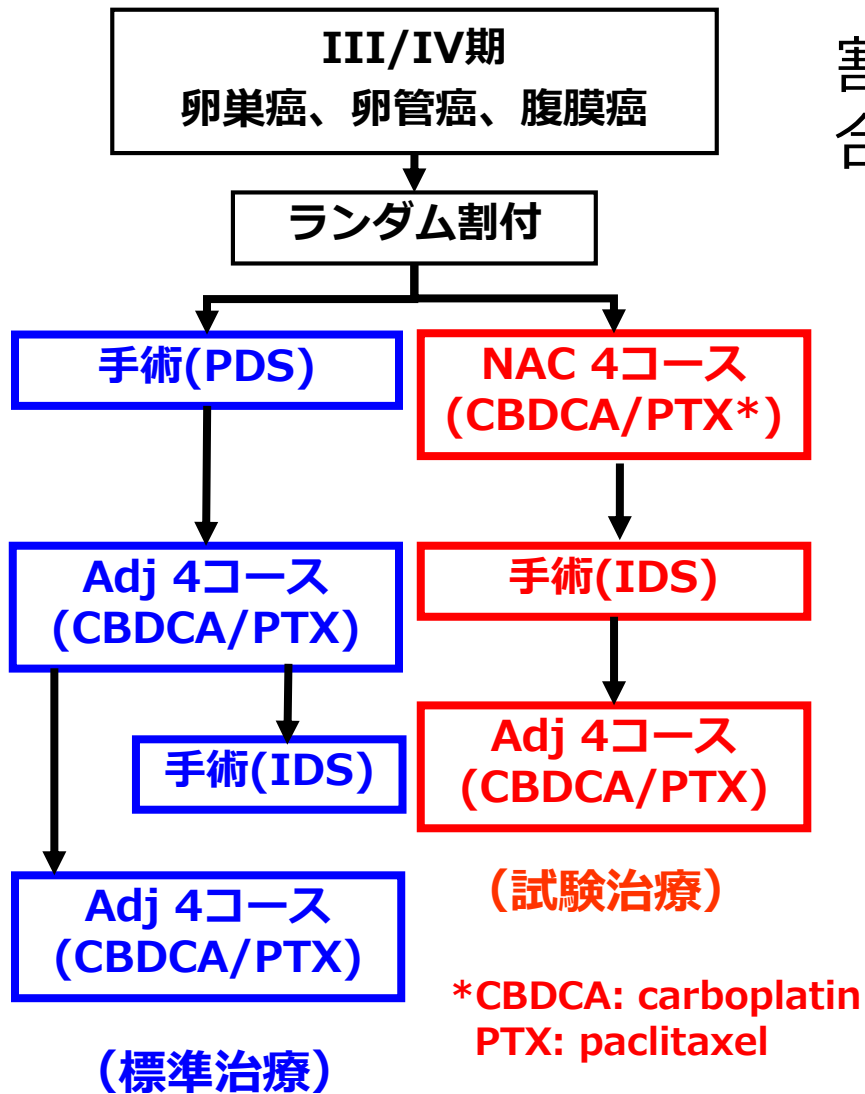 III/IV期
卵巣癌、卵管癌、腹膜癌
ランダム割付
手術(PDS)
Adj 4コース
(CBDCA/PTX)
手術(IDS)
Adj 4コース
(CBDCA/PTX)
(標準治療)
NAC 4コース
(CBDCA/PTX*)
手術(IDS)
Adj 4コース
(CBDCA/PTX)
(試験治療)
*CBDCA: carboplatin
PTX: paclitaxel